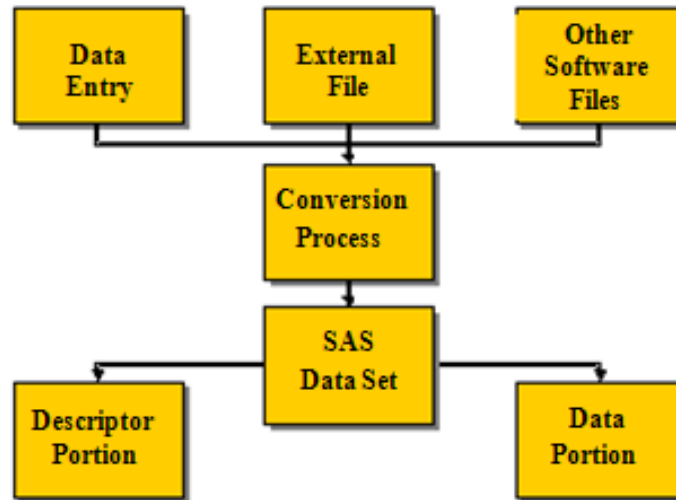 Data
Entry
External
File
Other
Software
Files
Conversion
Process
SAS
Data Set
Descriptor
Portion
Data
Portion